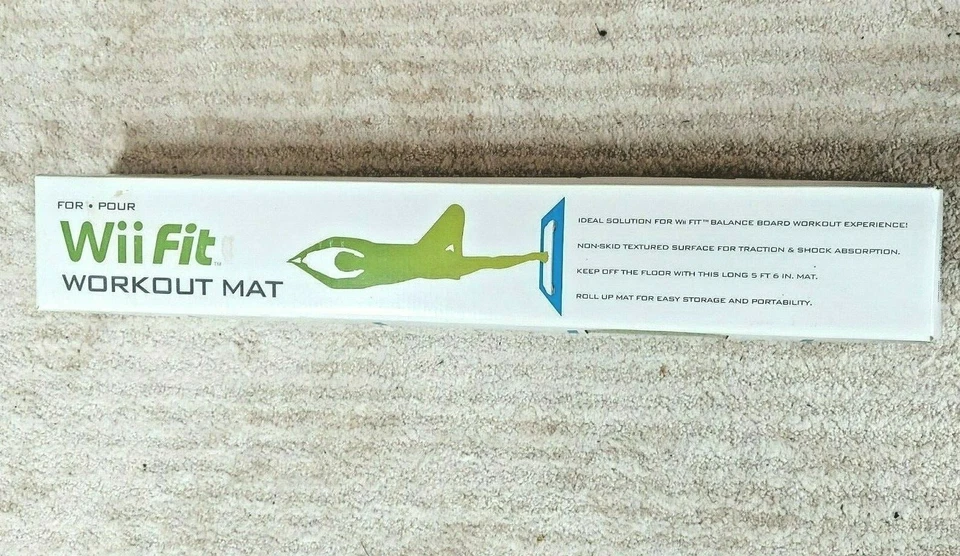 FOR • POUR
Wii Fit™
WORKOUT MAT
IDEAL SOLUTION FOR Wii FIT™ BALANCE BOARD WORKOUT EXPERIENCE!
NON-SKID TEXTURED SURFACE FOR TRACTION & SHOCK ABSORPTION.
KEEP OFF THE FLOOR WITH THIS LONG 5 FT 6 IN. MAT.
ROLL UP MAT FOR EASY STORAGE AND PORTABILITY.